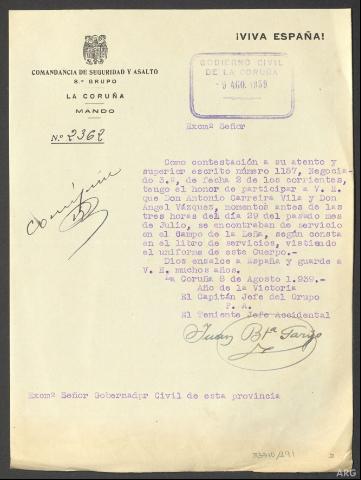 ¡VIVA ESPAÑA!
COMANDANCIA DE SEGURIDAD Y ASALTO
8.º GRUPO
LA CORUÑA
MANDO
N.º 2362
GOBIERNO CIVIL
DE LA CORUÑA
9 AGO. 1939
Excmº Señor
Como contestación a su atento y
superior escrito número 1187, Negocia-
do 3.º, de fecha 2 de los corrientes,
tengo el honor de participar a V. E.
que Don Antonio Carreira Vila y Don
Angel Vázques, momentos antes de las
tres horas del día 29 del pasado mes
de Julio, se encontraban de servicio
en el Campo de la Leña, según consta
en el libro de servicios, vistiendo
el uniforme de este Cuerpo.-
Dios ensalce a España y guarde a
V. E. muchos años.
La Coruña 8 de Agosto 1.939.
Año de la Victoria
El Capitán Jefe del Grupo
P. A.
El Teniente Jefe Accidental
Juan Bta
Excmº Señor Gobernador Civil de esta provincia
ARG